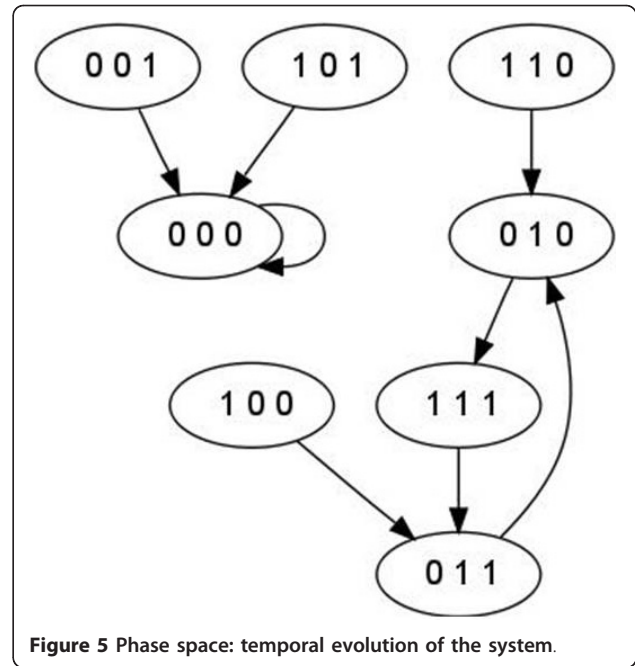 0 0 1 1 0 1 1 1 0
0 0 0 0 1 0
1 0 0 1 1 1
0 1 1
Figure 5 Phase space: temporal evolution of the system.